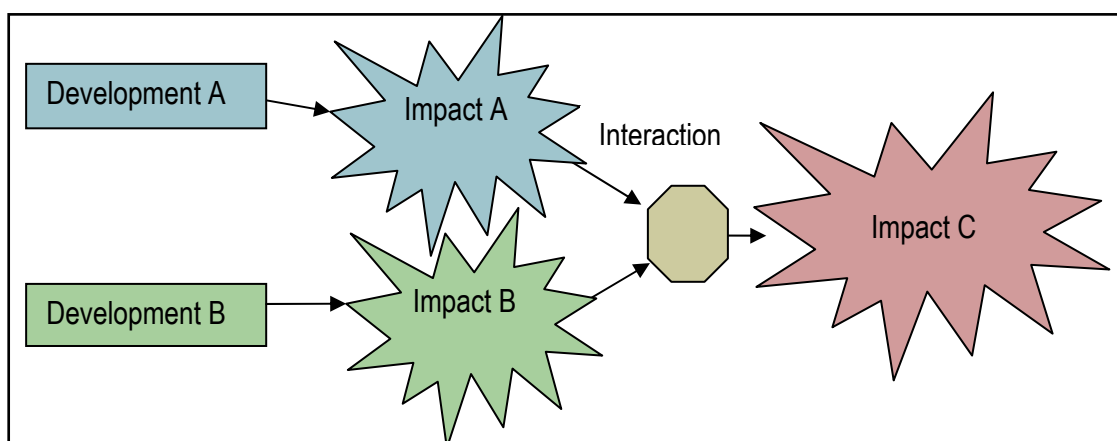 Development A
Impact A
Interaction
Impact C
Development B
Impact B